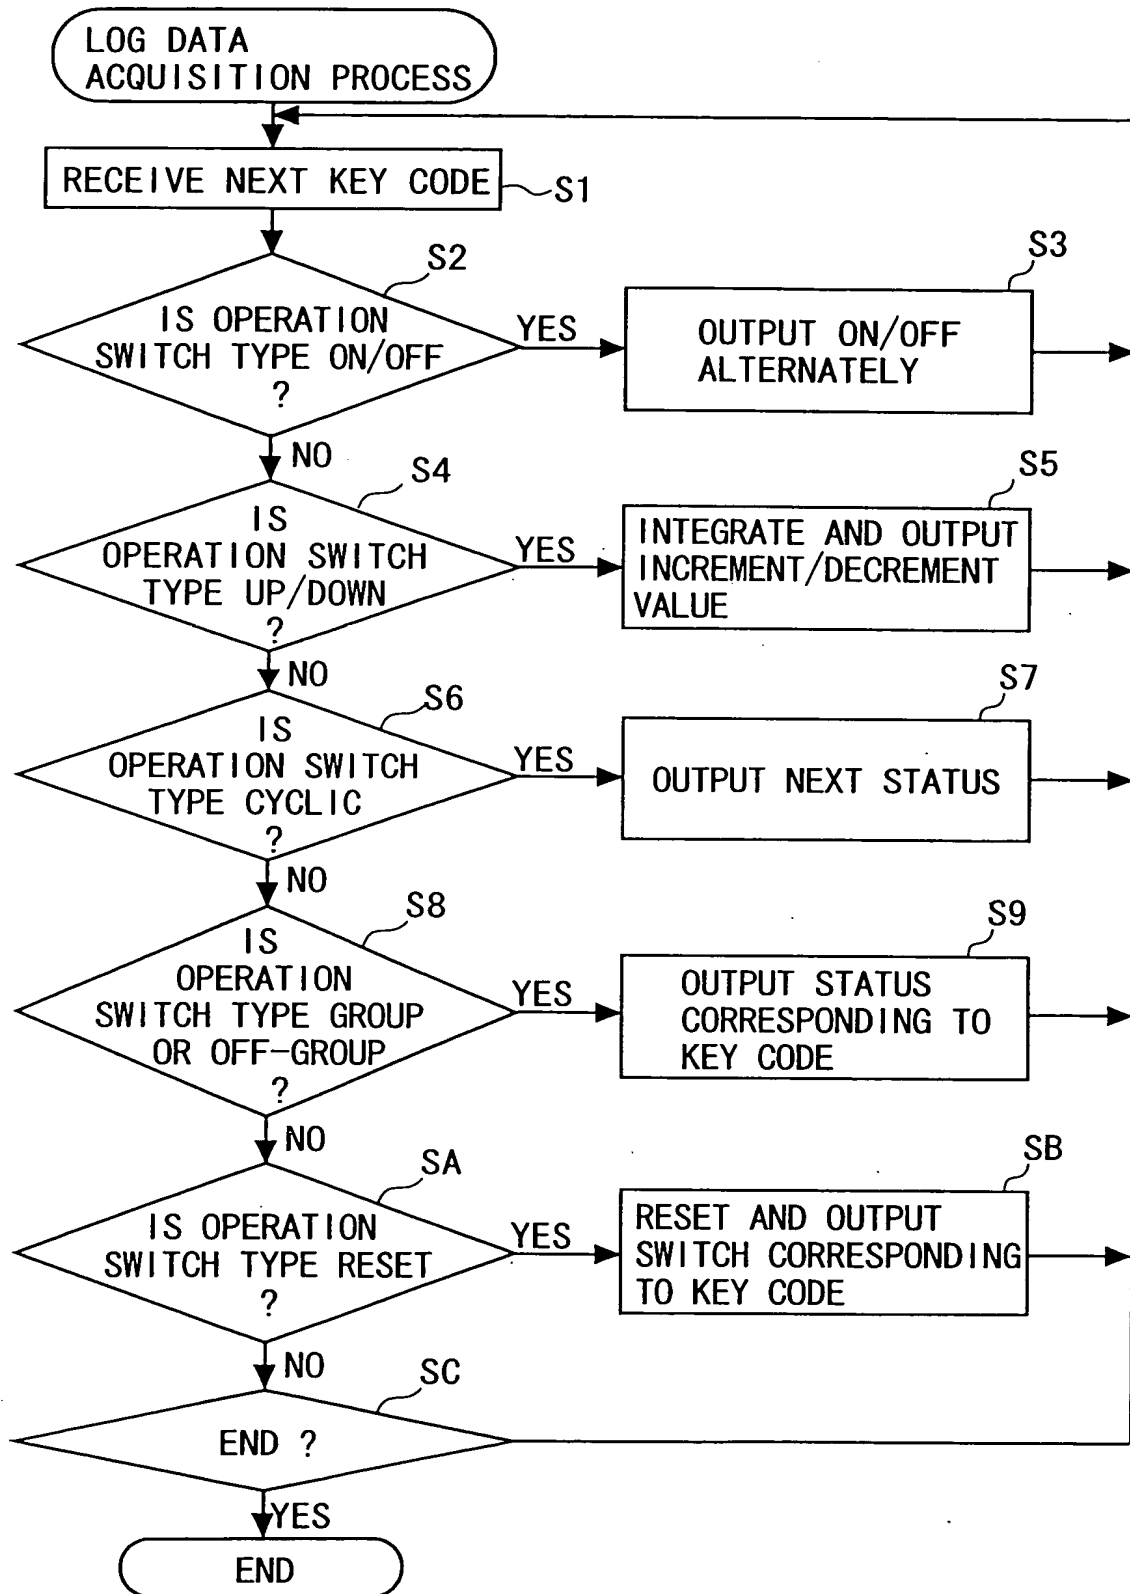 LOG DATA
ACQUISITION PROCESS
RECEIVE NEXT KEY CODE
S1
S2
IS OPERATION
SWITCH TYPE ON/OFF
?
YES
S3
OUTPUT ON/OFF
ALTERNATELY
NO
S4
IS
OPERATION SWITCH
TYPE UP/DOWN
?
YES
S5
INTEGRATE AND OUTPUT
INCREMENT/DECREMENT
VALUE
NO
S6
IS
OPERATION SWITCH
TYPE CYCLIC
?
YES
S7
OUTPUT NEXT STATUS
NO
S8
IS
OPERATION
SWITCH TYPE GROUP
OR OFF-GROUP
?
YES
S9
OUTPUT STATUS
CORRESPONDING TO
KEY CODE
NO
SA
IS OPERATION
SWITCH TYPE RESET
?
YES
SB
RESET AND OUTPUT
SWITCH CORRESPONDING
TO KEY CODE
NO
SC
END ?
YES
END